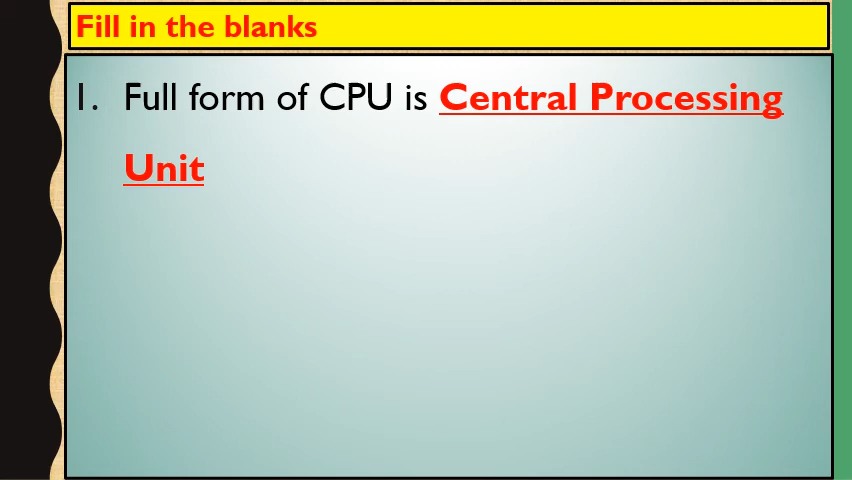 Fill in the blanks
1. Full form of CPU is Central Processing
Unit